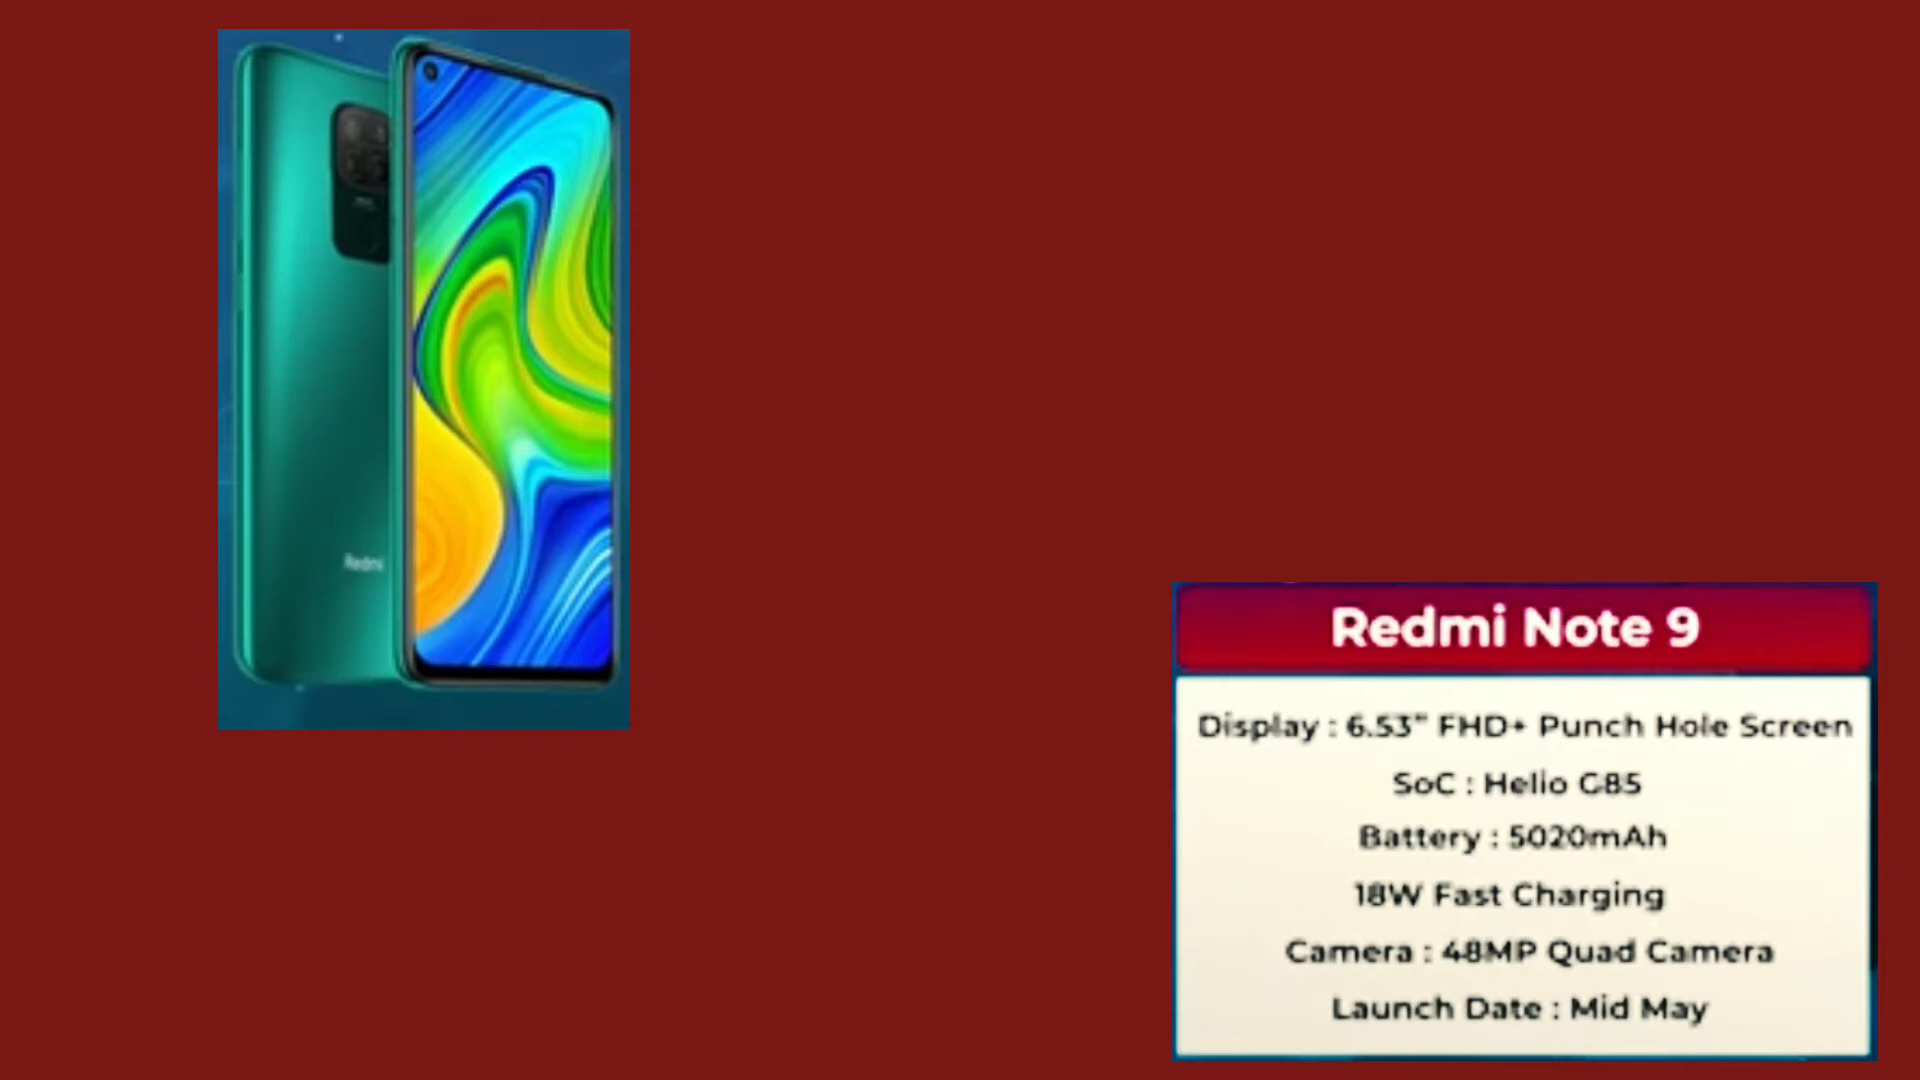 Redmi
Redmi Note 9
Display : 6.53" FHD+ Punch Hole Screen
SoC : Helio G85
Battery : 5020mAh
18W Fast Charging
Camera : 48MP Quad Camera
Launch Date : Mid May